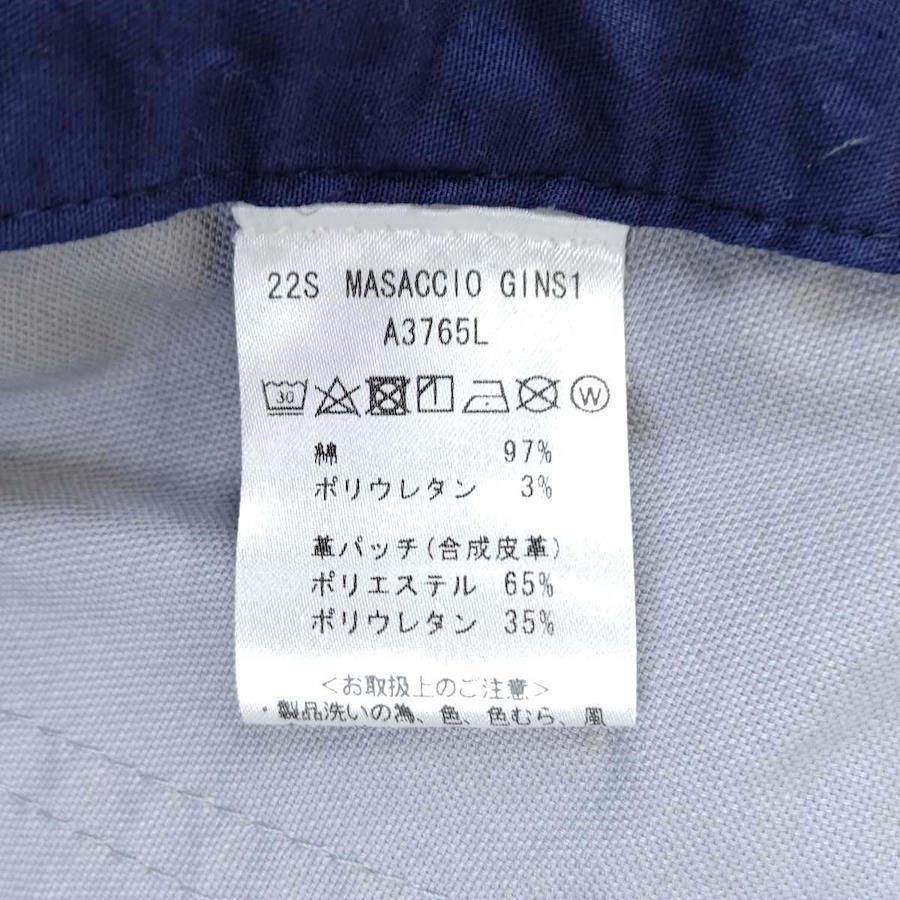 22S MASACCIO GINS1
A3765L
30 W
綿 97%
ポリウレタン 3%
革パッチ(合成皮革)
ポリエステル 65%
ポリウレタン 35%
<お取扱上のご注意>
・製品洗いの為、色、色むら、風